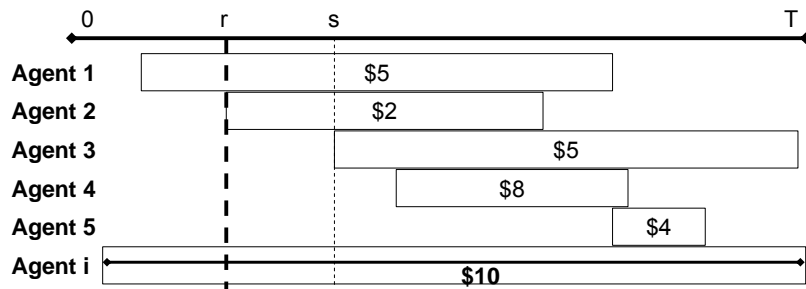 0 r s T
Agent 1 $5
Agent 2 $2
Agent 3 $5
Agent 4 $8
Agent 5 $4
Agent i $10